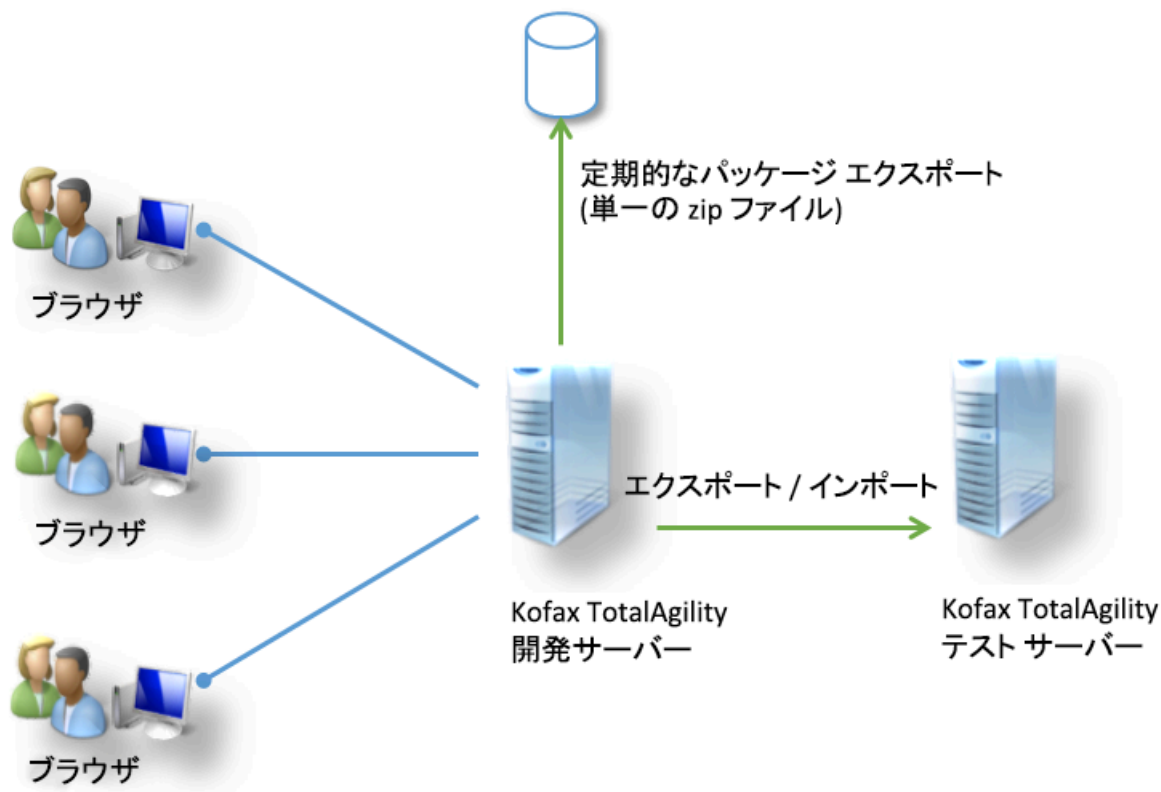 定期的なパッケージ エクスポート
(単一の zip ファイル)
ブラウザ
ブラウザ
エクスポート / インポート
Kofax TotalAgility
開発サーバー
Kofax TotalAgility
テスト サーバー
ブラウザ